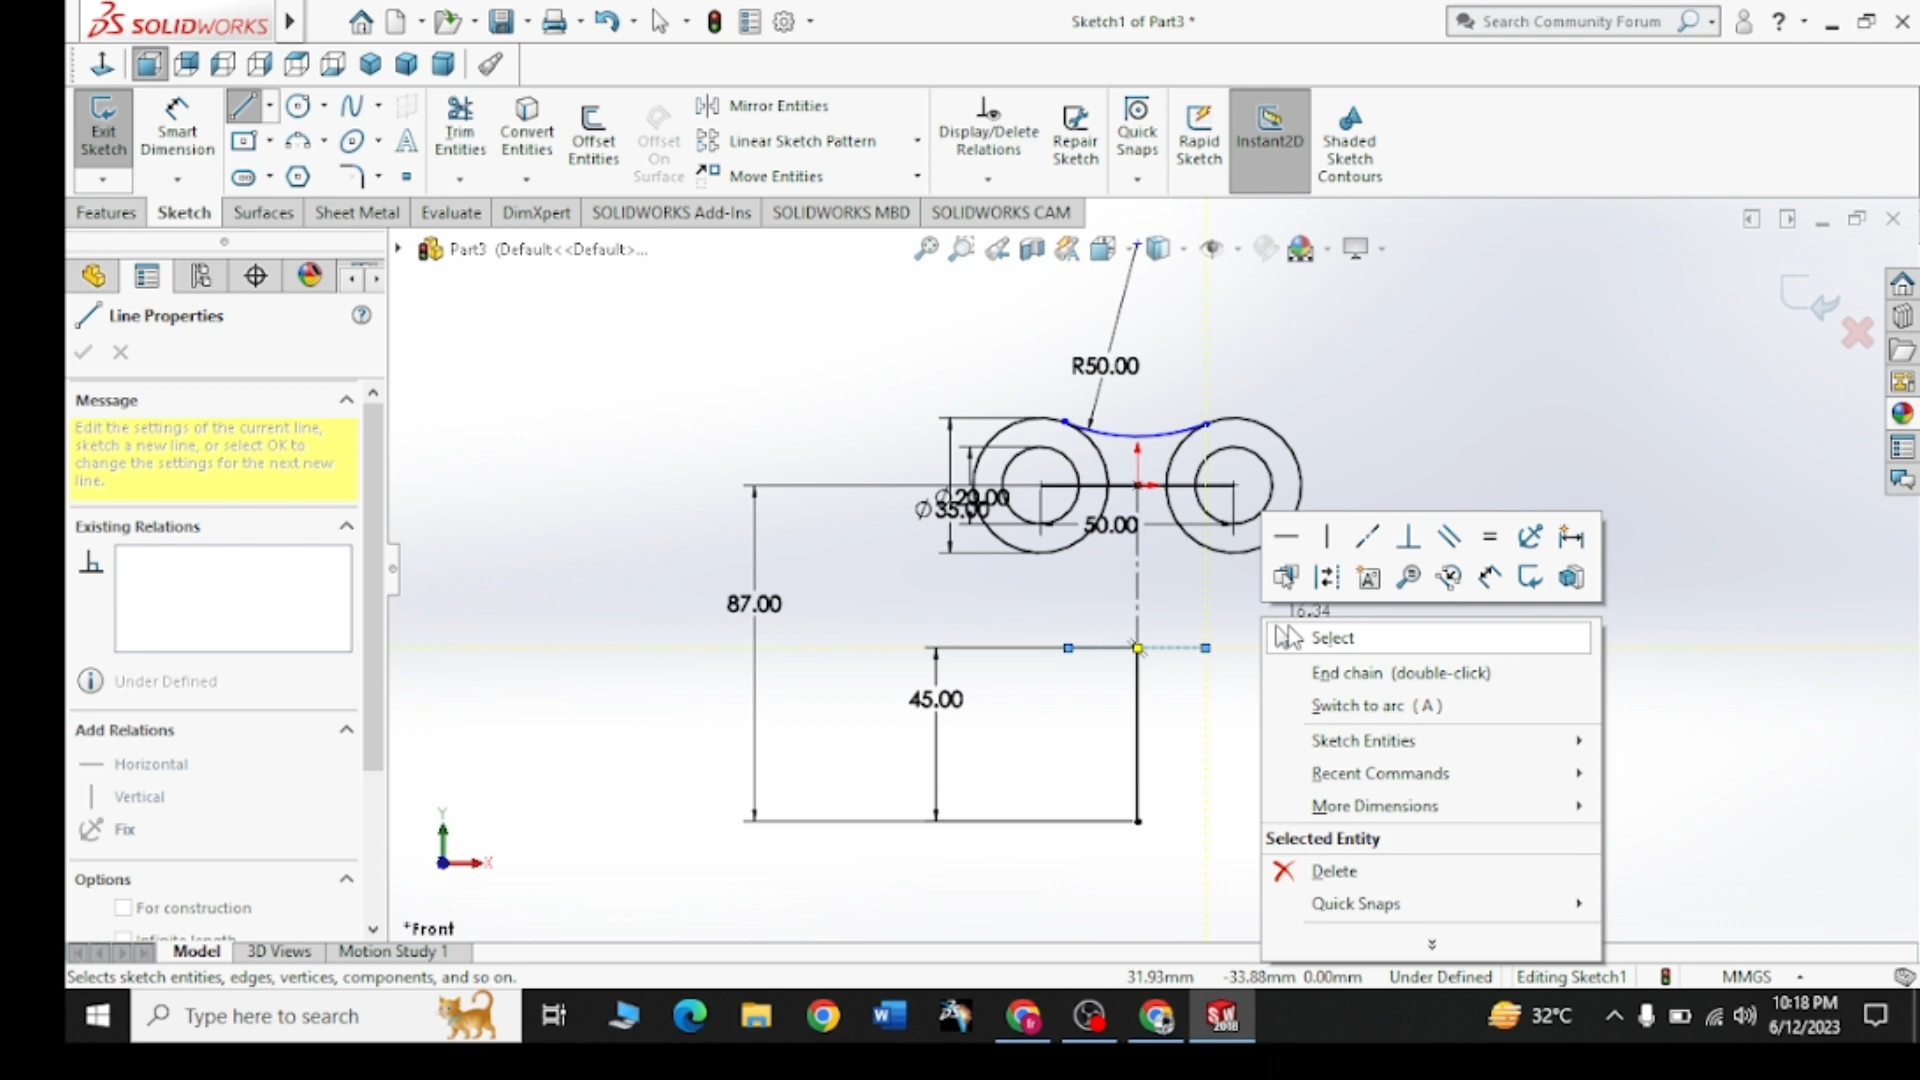 SOLIDWORKS
Sketch1 of Part3 *
Search Community Forum
?
Exit Sketch
Smart Dimension
Trim Entities
Convert Entities
Offset Entities
Offset On Surface
Mirror Entities
Linear Sketch Pattern
Move Entities
Display/Delete Relations
Repair Sketch
Quick Snaps
Rapid Sketch
Instant2D
Shaded Sketch Contours
Features
Sketch
Surfaces
Sheet Metal
Evaluate
DimXpert
SOLIDWORKS Add-Ins
SOLIDWORKS MBD
SOLIDWORKS CAM
Part3 (Default<<Default>...
Line Properties
Message
Edit the settings of the current line,
sketch a new line, or select OK to
change the settings for the next new
line.
Existing Relations
Under Defined
Add Relations
Horizontal
Vertical
Fix
Options
For construction
Infinite length
R50.00
Ø20.00
Ø35.00
50.00
87.00
45.00
16.34
Select
End chain (double-click)
Switch to arc ( A )
Sketch Entities
Recent Commands
More Dimensions
Selected Entity
Delete
Quick Snaps
Y
X
*Front
Model
3D Views
Motion Study 1
Selects sketch entities, edges, vertices, components, and so on.
31.93mm -33.88mm 0.00mm Under Defined Editing Sketch1 MMGS
Type here to search
SW 2018
32°C
10:18 PM
6/12/2023